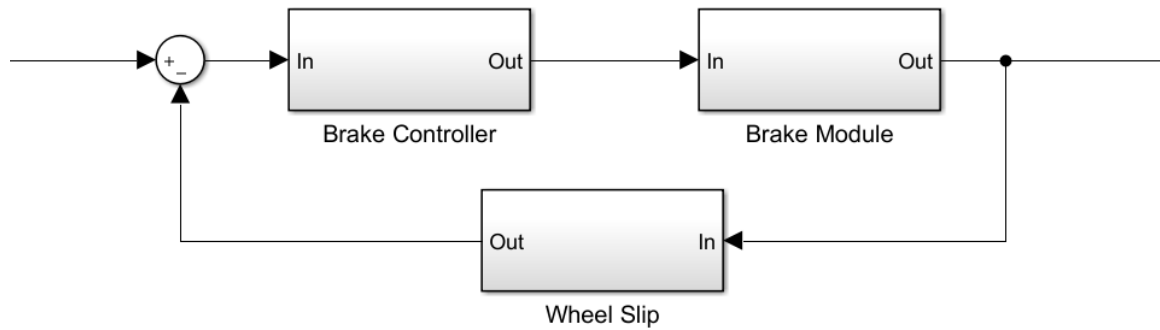 +
−
In
Out
Brake Controller
In
Out
Brake Module
Out
In
Wheel Slip